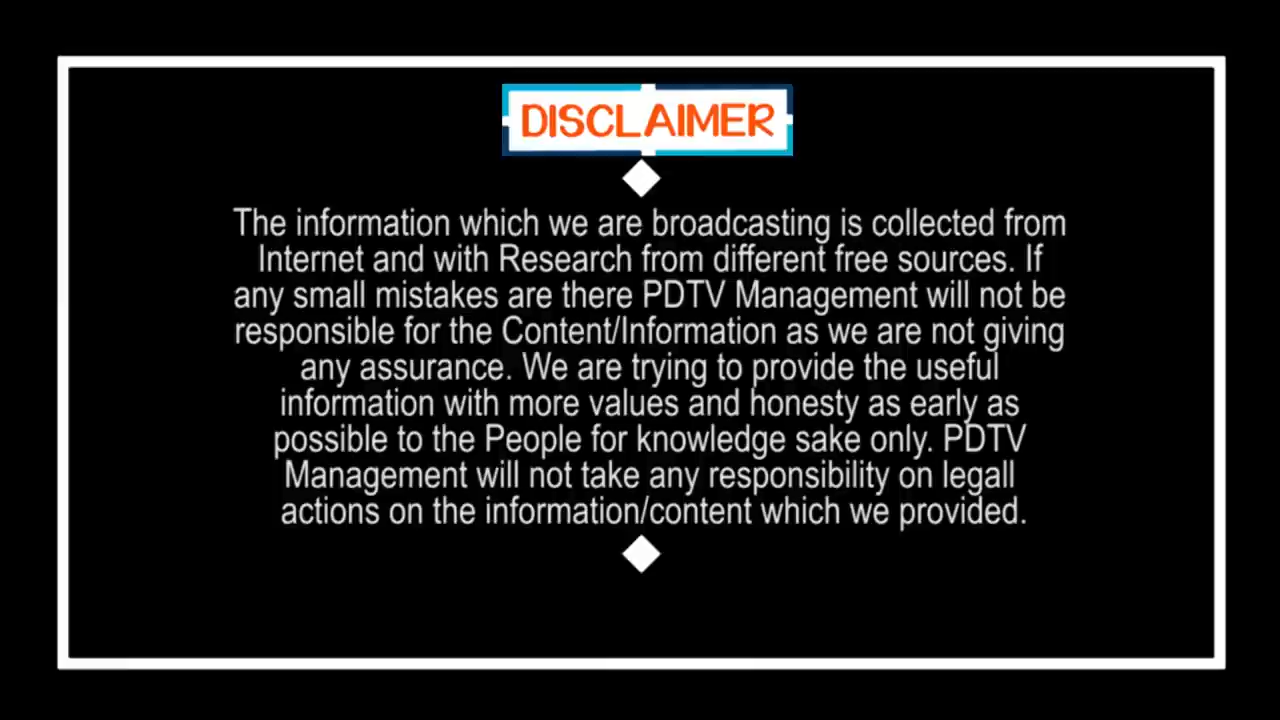 DISCLAIMER
The information which we are broadcasting is collected from
Internet and with Research from different free sources. If
any small mistakes are there PDTV Management will not be
responsible for the Content/Information as we are not giving
any assurance. We are trying to provide the useful
information with more values and honesty as early as
possible to the People for knowledge sake only. PDTV
Management will not take any responsibility on legall
actions on the information/content which we provided.